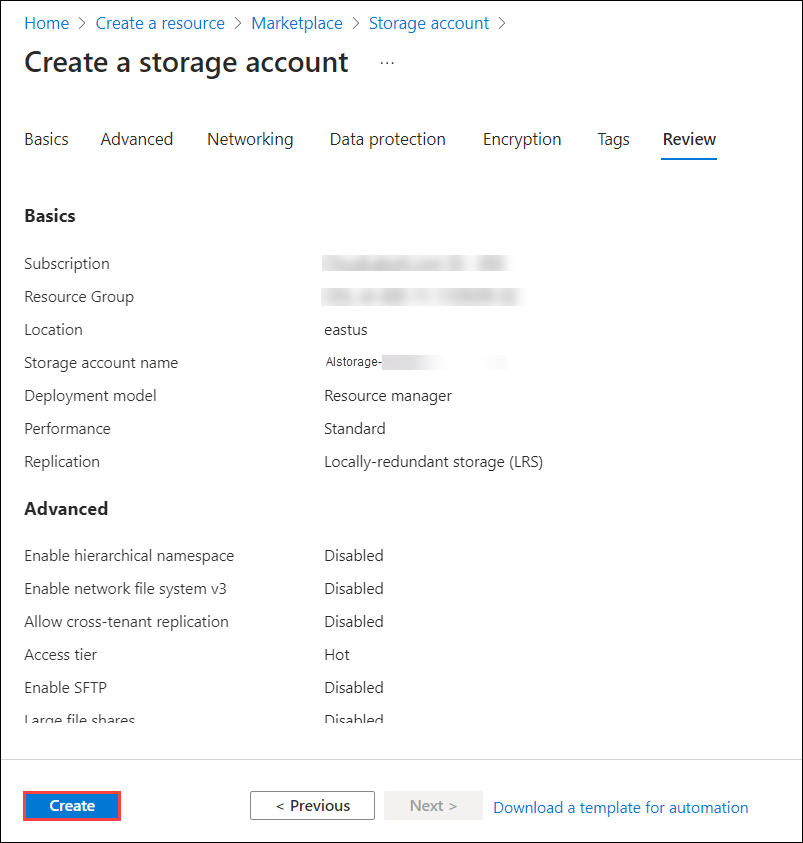 Home > Create a resource > Marketplace > Storage account >
Create a storage account ...
Basics Advanced Networking Data protection Encryption Tags Review
Basics
Subscription
Resource Group
Location eastus
Storage account name AIstorage-
Deployment model Resource manager
Performance Standard
Replication Locally-redundant storage (LRS)
Advanced
Enable hierarchical namespace Disabled
Enable network file system v3 Disabled
Allow cross-tenant replication Disabled
Access tier Hot
Enable SFTP Disabled
Large file shares Disabled
Create < Previous Next > Download a template for automation